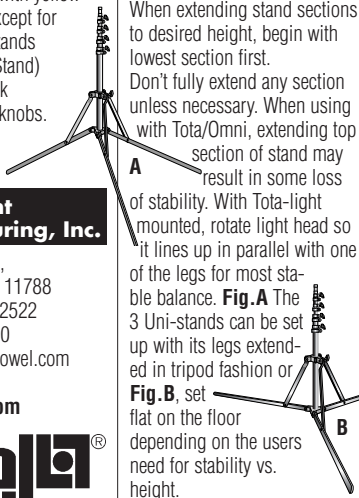 xcept for
ands
Stand)
k
knobs.
t
uring, Inc.
,
11788
2522
0
owel.com
om
®
When extending stand sections
to desired height, begin with
lowest section first.
Don't fully extend any section
unless necessary. When using
with Tota/Omni, extending top
section of stand may
result in some loss
of stability. With Tota-light
mounted, rotate light head so
it lines up in parallel with one
of the legs for most sta-
ble balance. Fig.A The
3 Uni-stands can be set
up with its legs extend-
ed in tripod fashion or
Fig.B, set
flat on the floor
depending on the users
need for stability vs.
height.
A
B